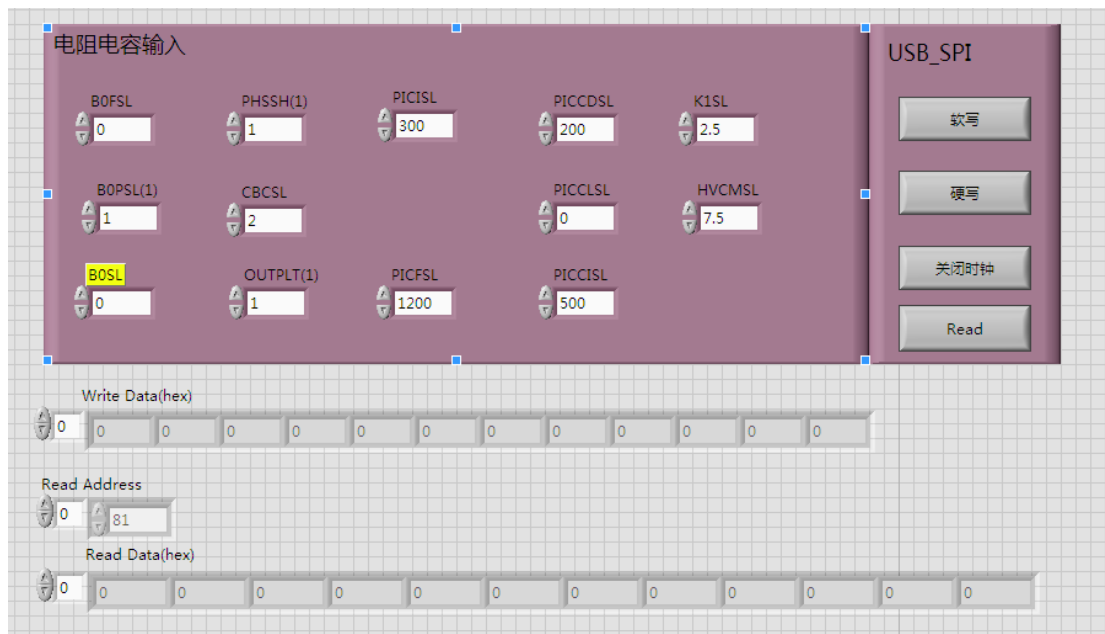 电阻电容输入
USB_SPI
B0FSL
PHSSH(1)
PICISL
PICCDSL
K1SL
0
1
300
200
2.5
软写
B0PSL(1)
CBCSL
PICCLSL
HVCMSL
1
2
0
7.5
硬写
B0SL
OUTPLT(1)
PICFSL
PICCISL
0
1
1200
500
关闭时钟
Read
Write Data(hex)
0 0 0 0 0 0 0 0 0 0 0 0 0
Read Address
0 81
Read Data(hex)
0 0 0 0 0 0 0 0 0 0 0 0 0